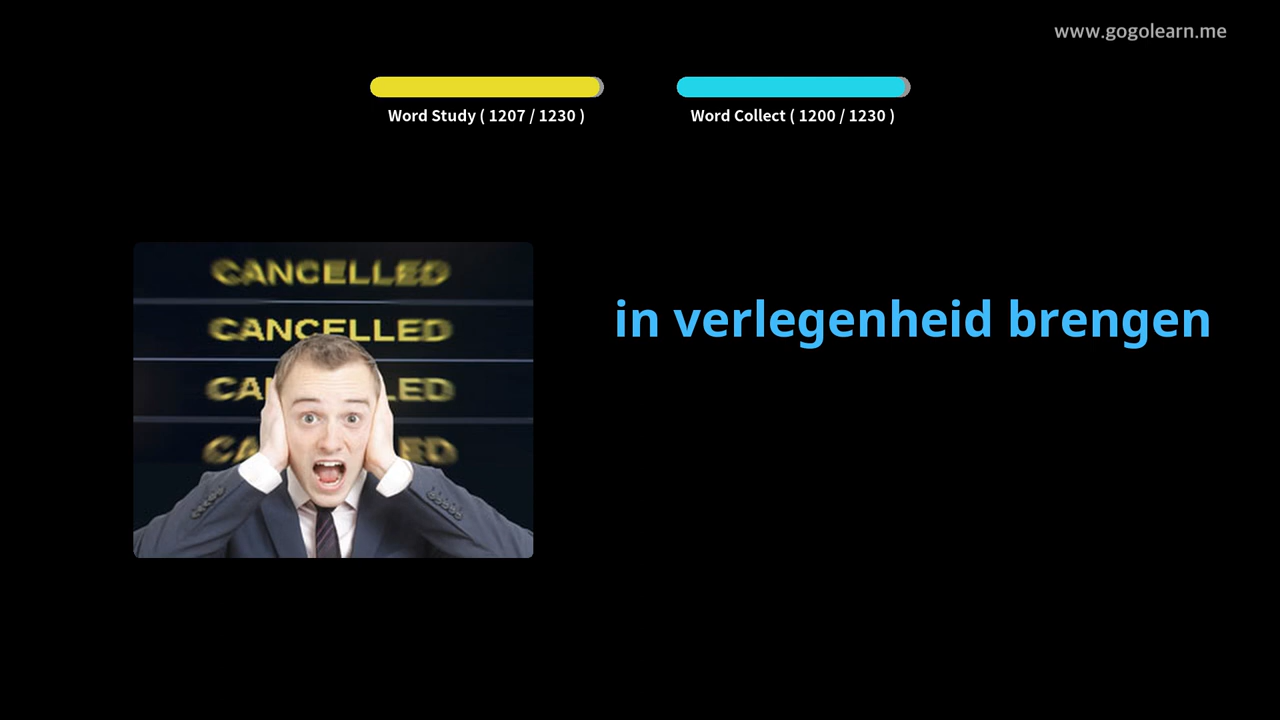 www.gogolearn.me
Word Study ( 1207 / 1230 )
Word Collect ( 1200 / 1230 )
CANCELLED
CANCELLED
in verlegenheid brengen